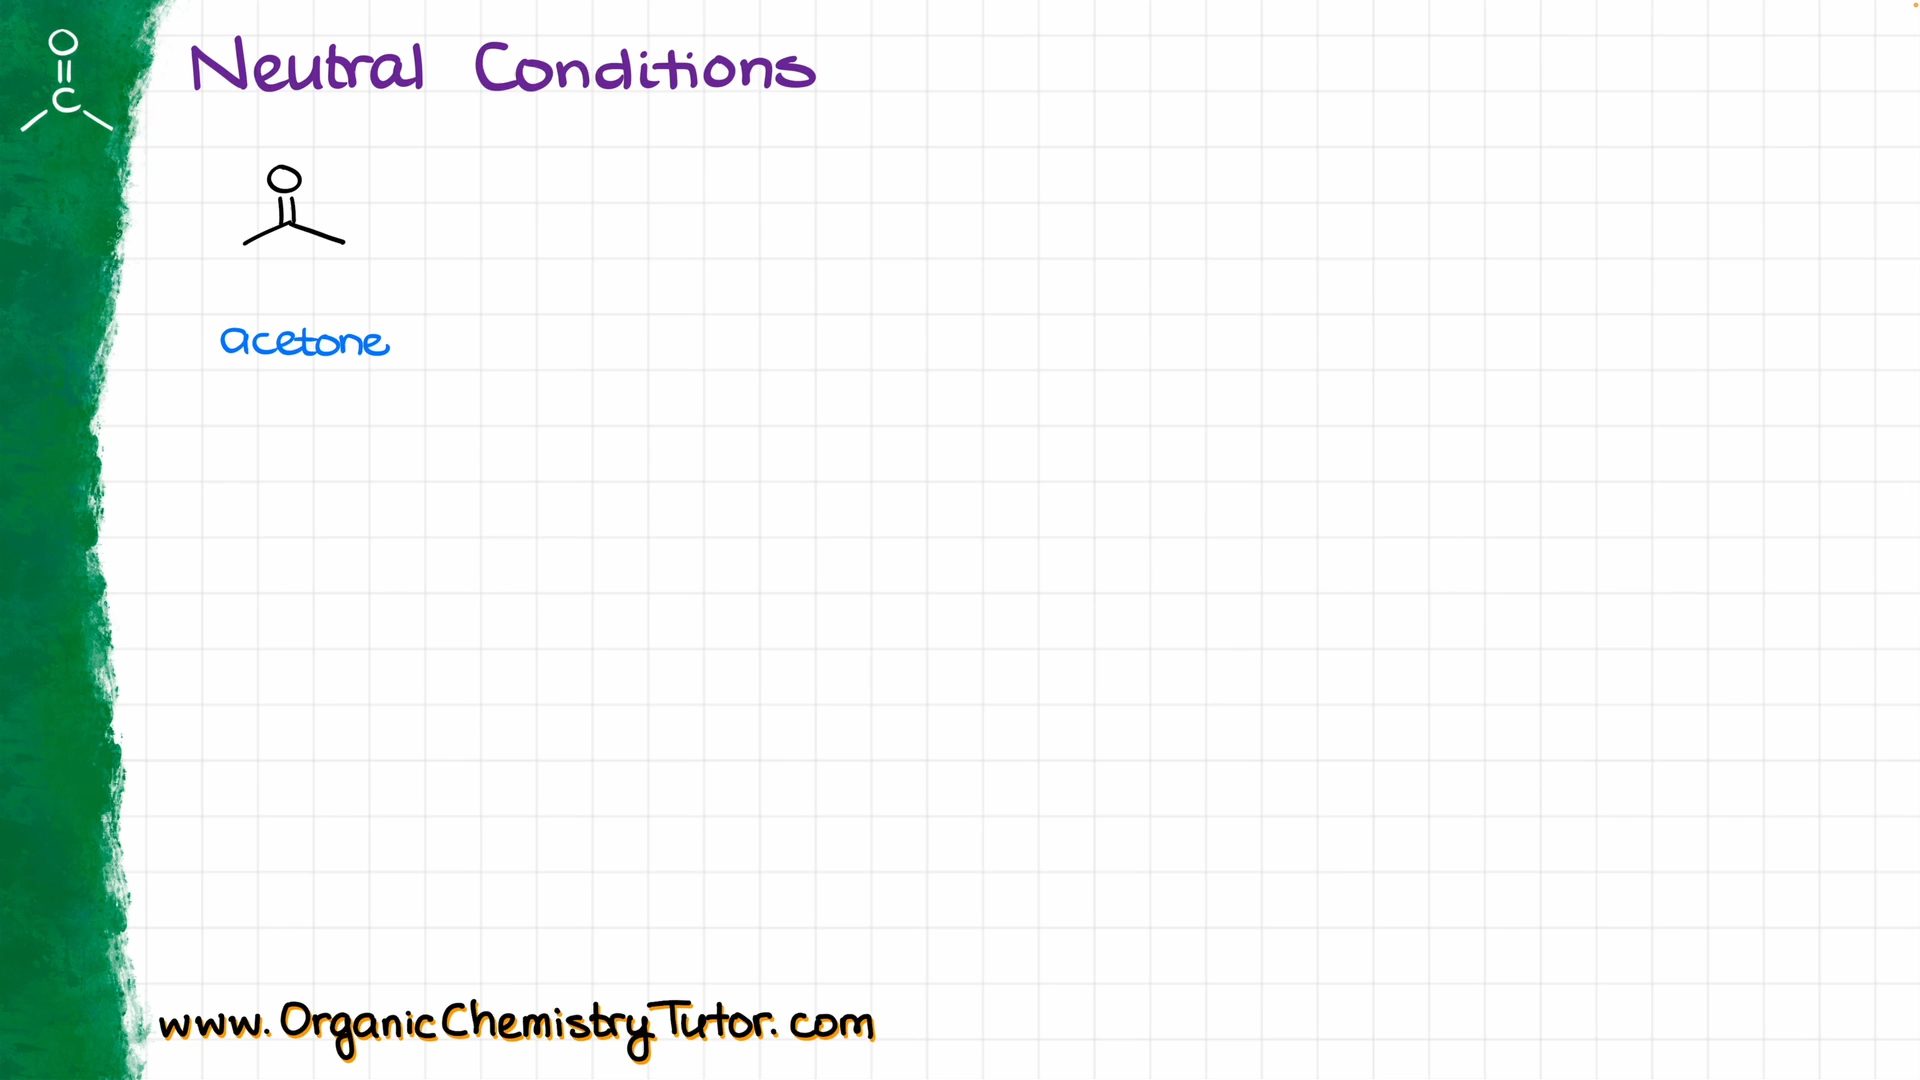 O
C
Neutral Conditions
O
acetone
www.OrganicChemistryTutor.com